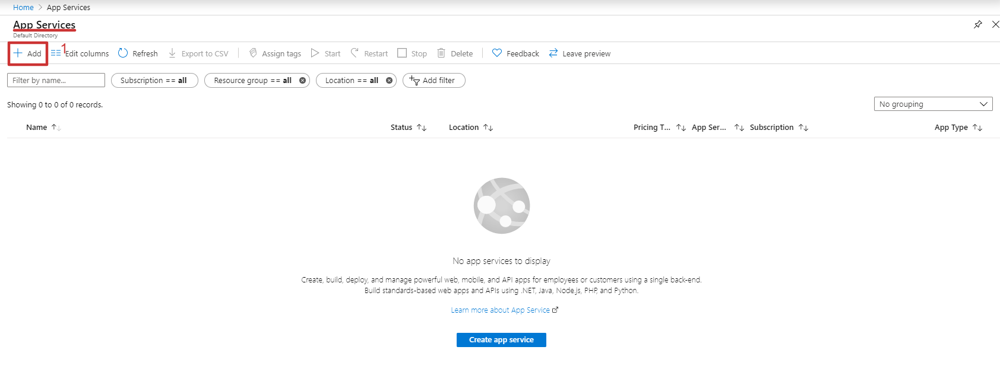 Home > App Services
App Services
Default Directory
Add 1 Edit columns Refresh Export to CSV Assign tags Start Restart Stop Delete Feedback Leave preview
Filter by name... Subscription == all Resource group == all Location == all Add filter
Showing 0 to 0 of 0 records. No grouping
Name Status Location Pricing T... App Ser... Subscription App Type
No app services to display
Create, build, deploy, and manage powerful web, mobile, and API apps for employees or customers using a single back-end.
Build standards-based web apps and APIs using .NET, Java, Node.js, PHP, and Python.
Learn more about App Service
Create app service